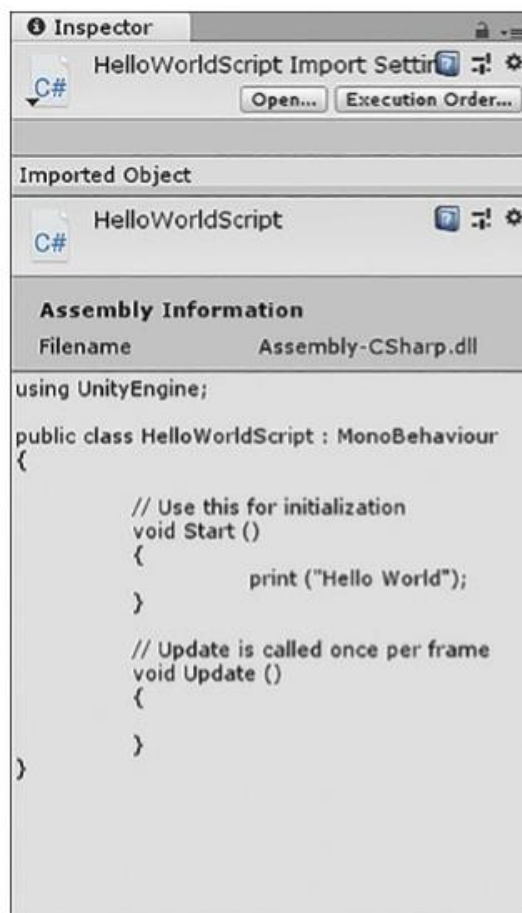 Inspector
HelloWorldScript Import Settin
C#
Open... Execution Order...
Imported Object
HelloWorldScript
C#
Assembly Information
Filename Assembly-CSharp.dll
using UnityEngine;
public class HelloWorldScript : MonoBehaviour
{
// Use this for initialization
void Start ()
{
print ("Hello World");
}
// Update is called once per frame
void Update ()
{
}
}